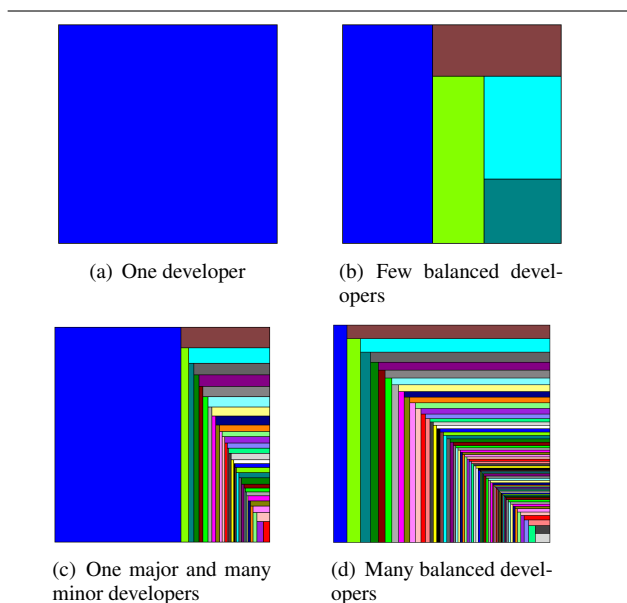 (a) One developer
(b) Few balanced devel-
opers
(c) One major and many
minor developers
(d) Many balanced devel-
opers